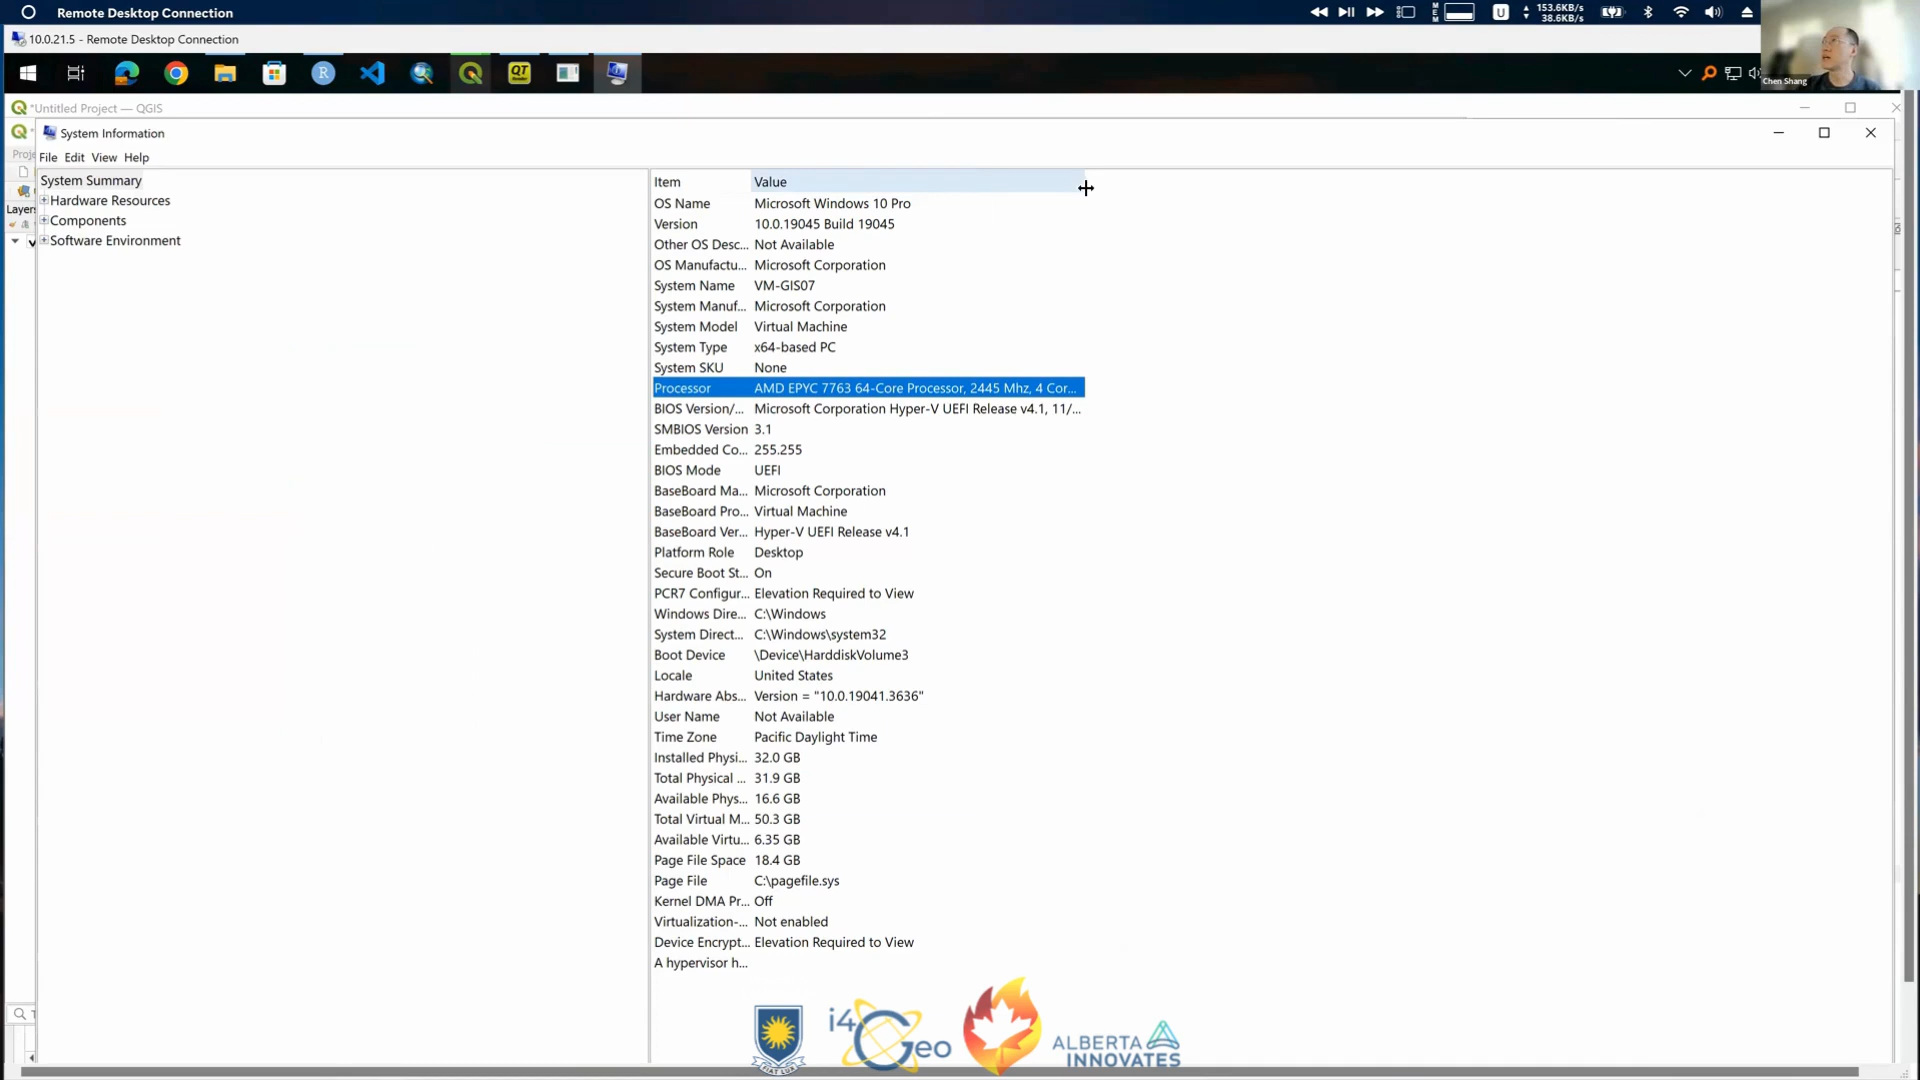 Remote Desktop Connection
MEM
U
153.6KB/s
38.6KB/s
10.0.21.5 - Remote Desktop Connection
R
QT
Chen Shang
*Untitled Project — QGIS
System Information
Proje
File Edit View Help
Layers
System Summary
Hardware Resources
Components
Software Environment
Item Value
OS Name Microsoft Windows 10 Pro
Version 10.0.19045 Build 19045
Other OS Desc... Not Available
OS Manufactu... Microsoft Corporation
System Name VM-GIS07
System Manuf... Microsoft Corporation
System Model Virtual Machine
System Type x64-based PC
System SKU None
Processor AMD EPYC 7763 64-Core Processor, 2445 Mhz, 4 Cor...
BIOS Version/... Microsoft Corporation Hyper-V UEFI Release v4.1, 11/...
SMBIOS Version 3.1
Embedded Co... 255.255
BIOS Mode UEFI
BaseBoard Ma... Microsoft Corporation
BaseBoard Pro... Virtual Machine
BaseBoard Ver... Hyper-V UEFI Release v4.1
Platform Role Desktop
Secure Boot St... On
PCR7 Configur... Elevation Required to View
Windows Dire... C:\Windows
System Direct... C:\Windows\system32
Boot Device \Device\HarddiskVolume3
Locale United States
Hardware Abs... Version = "10.0.19041.3636"
User Name Not Available
Time Zone Pacific Daylight Time
Installed Physi... 32.0 GB
Total Physical ... 31.9 GB
Available Phys... 16.6 GB
Total Virtual M... 50.3 GB
Available Virtu... 6.35 GB
Page File Space 18.4 GB
Page File C:\pagefile.sys
Kernel DMA Pr... Off
Virtualization-... Not enabled
Device Encrypt... Elevation Required to View
A hypervisor h...
FIAT LUX
i4Geo
ALBERTA
INNOVATES